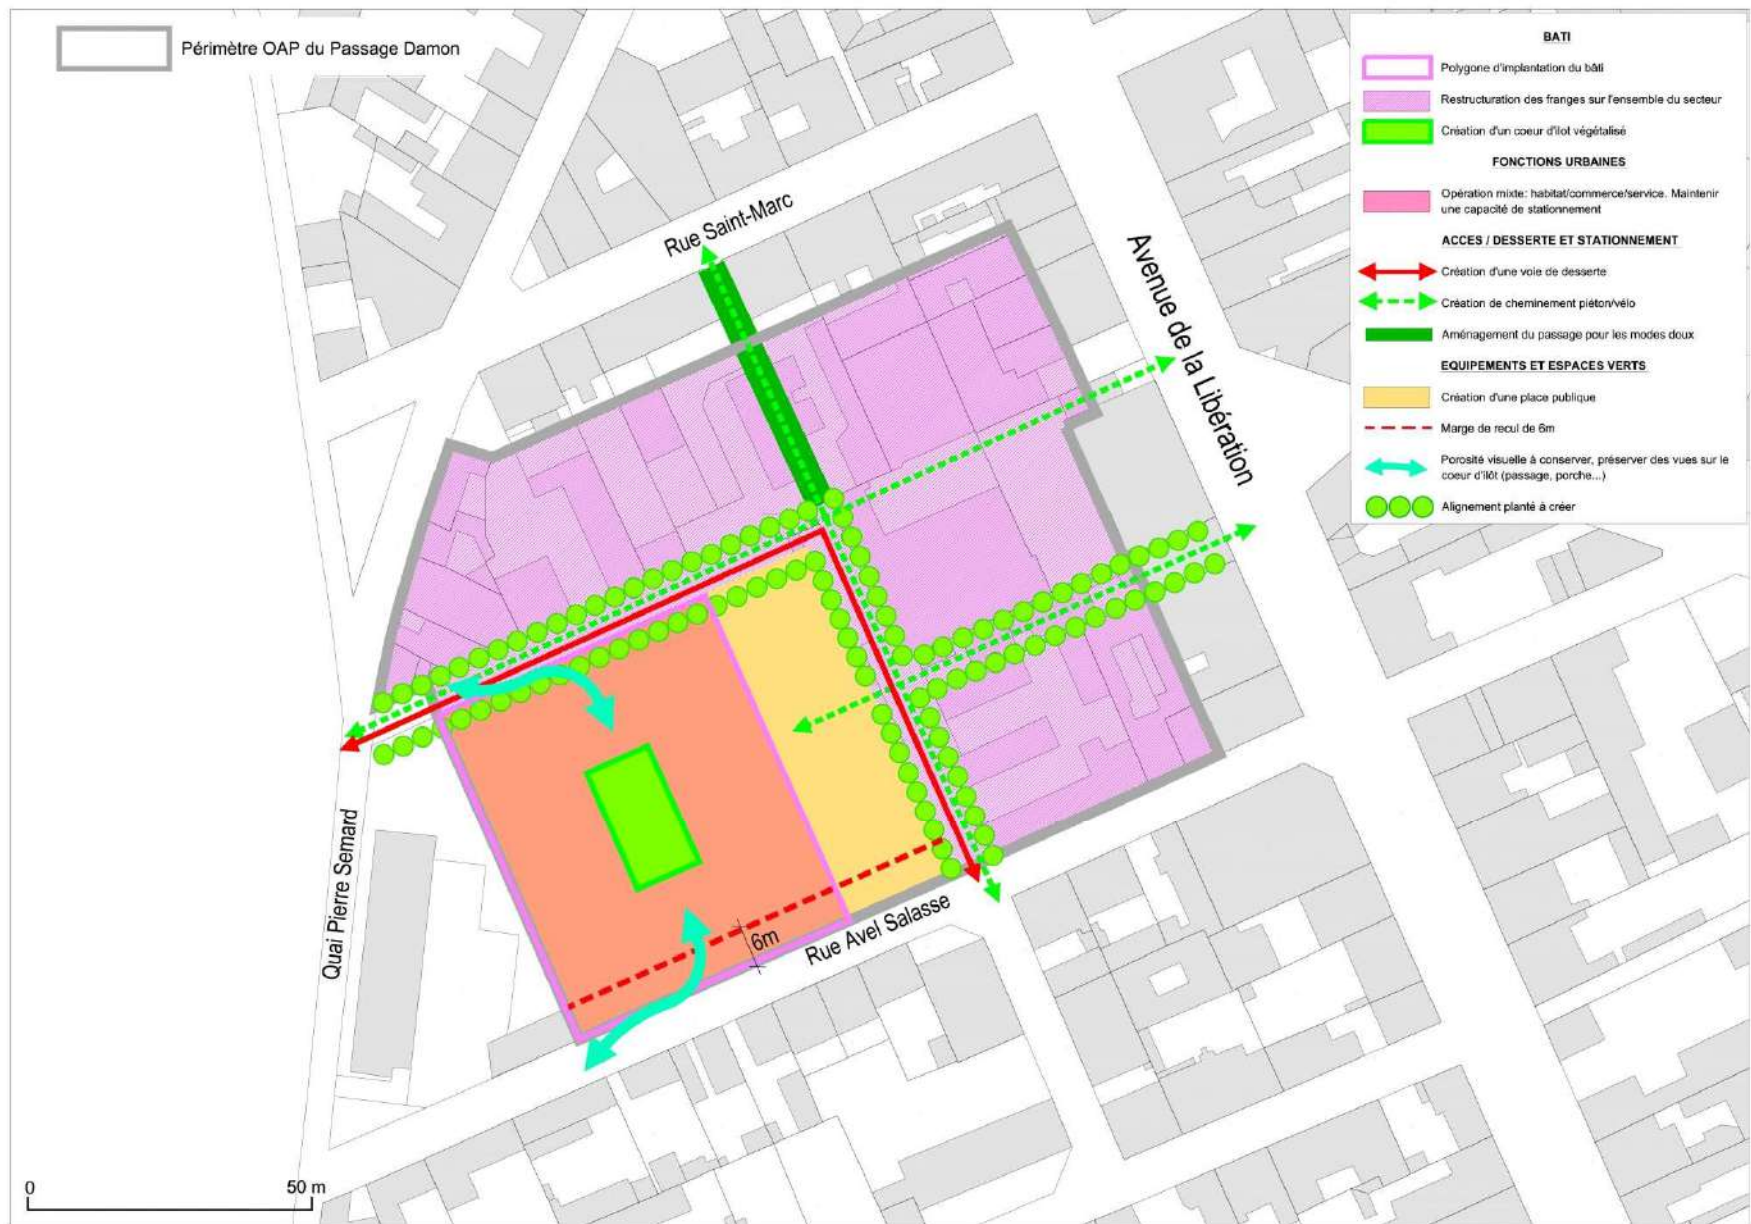 Périmètre OAP du Passage Damon
BATI
Polygone d'implantation du bâti
Restructuration des franges sur l'ensemble du secteur
Création d'un coeur d'ilot végétalisé
FONCTIONS URBAINES
Opération mixte: habitat/commerce/service. Maintenir
une capacité de stationnement
ACCES / DESSERTE ET STATIONNEMENT
Création d'une voie de desserte
Création de cheminement piéton/vélo
Aménagement du passage pour les modes doux
EQUIPEMENTS ET ESPACES VERTS
Création d'une place publique
Marge de recul de 6m
Porosité visuelle à conserver, préserver des vues sur le
coeur d'ilôt (passage, porche...)
Alignement planté à créer
Rue Saint-Marc
Avenue de la Libération
Quai Pierre Semard
6m
Rue Avel Salasse
0
50 m